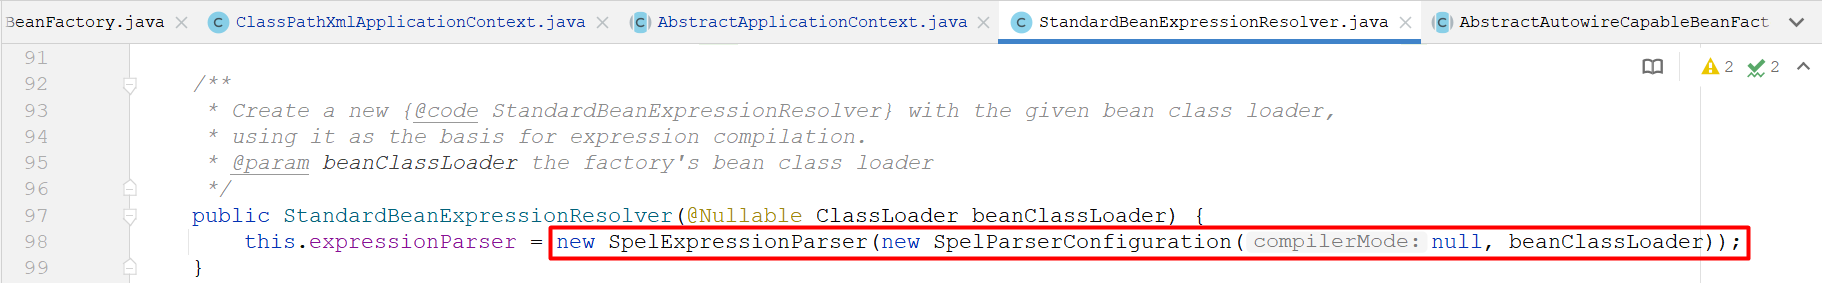 BeanFactory.java × C ClassPathXmlApplicationContext.java × C AbstractApplicationContext.java × C StandardBeanExpressionResolver.java × C AbstractAutowireCapableBeanFact
91
92 /**
93 * Create a new {@code StandardBeanExpressionResolver} with the given bean class loader,
94 * using it as the basis for expression compilation.
95 * @param beanClassLoader the factory's bean class loader
96 */
97 public StandardBeanExpressionResolver(@Nullable ClassLoader beanClassLoader) {
98 this.expressionParser = new SpelExpressionParser(new SpelParserConfiguration( compilerMode: null, beanClassLoader));
99 }
2 2